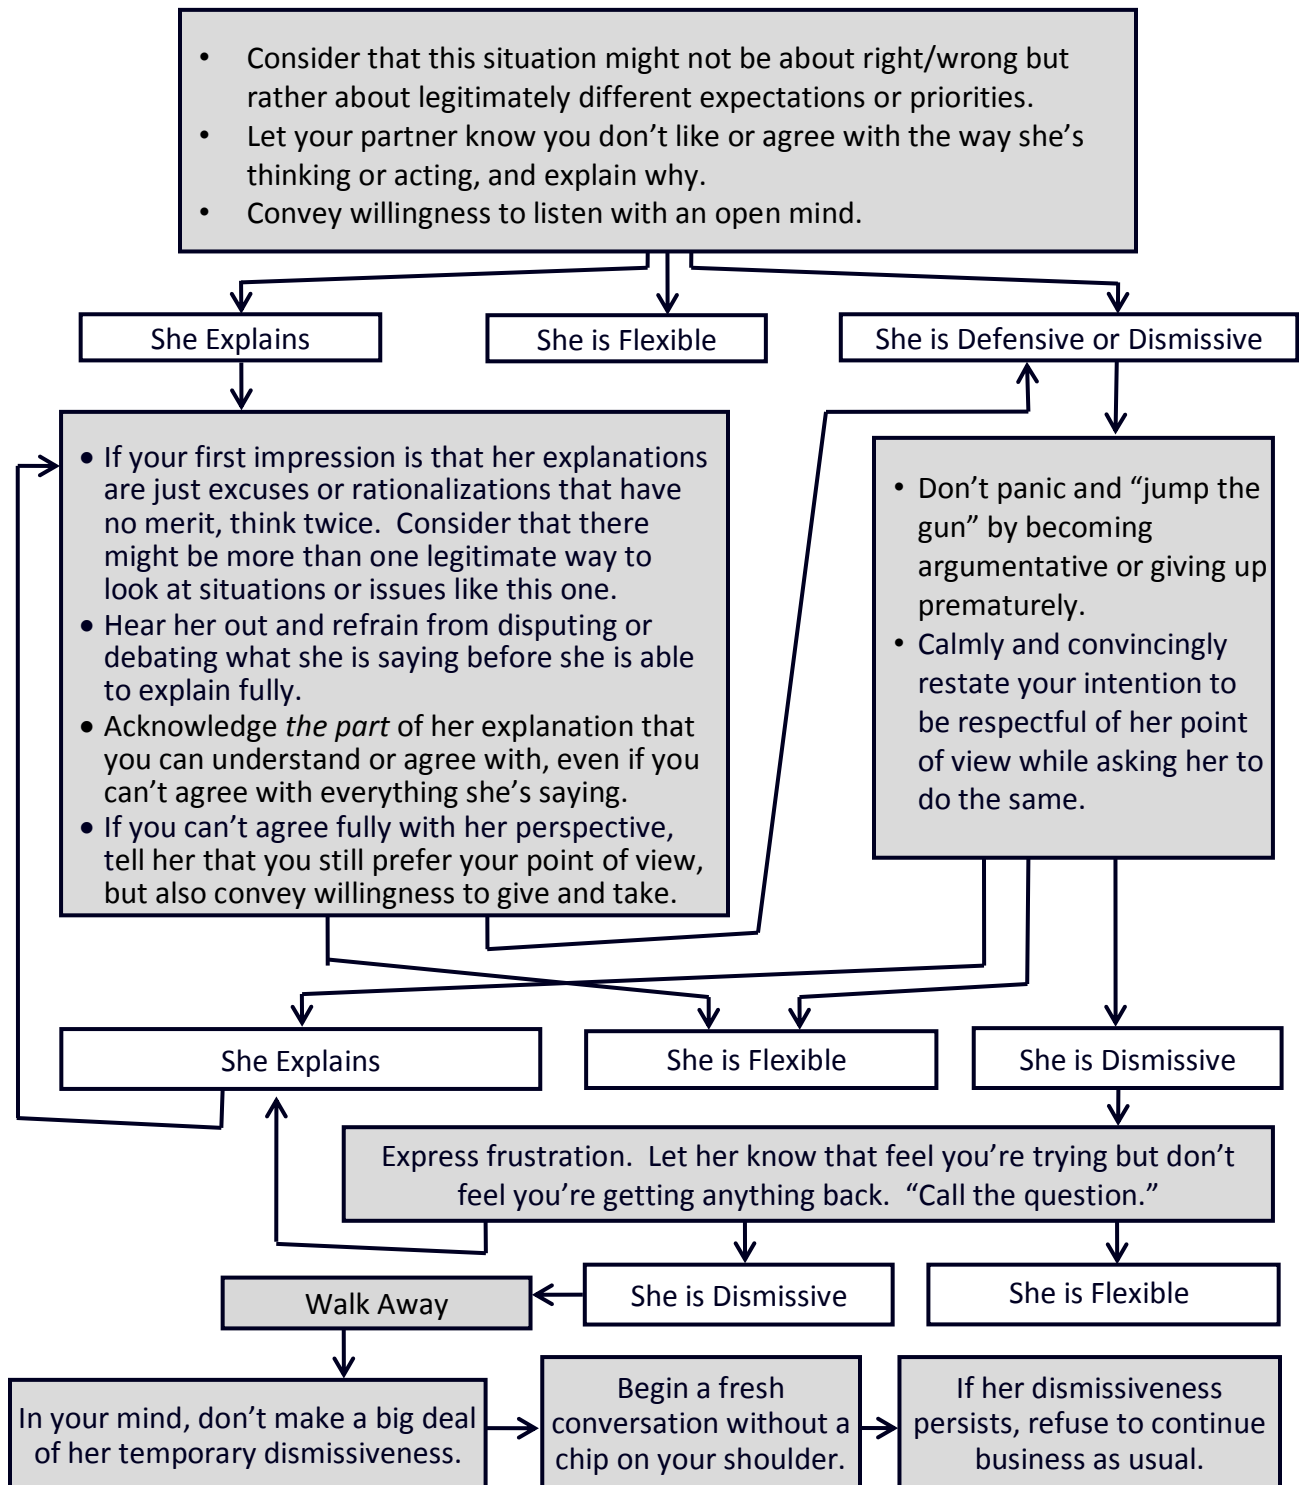 • Consider that this situation might not be about right/wrong but
rather about legitimately different expectations or priorities.
• Let your partner know you don’t like or agree with the way she’s
thinking or acting, and explain why.
• Convey willingness to listen with an open mind.
She Explains
She is Flexible
She is Defensive or Dismissive
• If your first impression is that her explanations
are just excuses or rationalizations that have
no merit, think twice. Consider that there
might be more than one legitimate way to
look at situations or issues like this one.
• Hear her out and refrain from disputing or
debating what she is saying before she is able
to explain fully.
• Acknowledge the part of her explanation that
you can understand or agree with, even if you
can’t agree with everything she’s saying.
• If you can’t agree fully with her perspective,
tell her that you still prefer your point of view,
but also convey willingness to give and take.
• Don’t panic and “jump the
gun” by becoming
argumentative or giving up
prematurely.
• Calmly and convincingly
restate your intention to
be respectful of her point
of view while asking her to
do the same.
She Explains
She is Flexible
She is Dismissive
Express frustration. Let her know that feel you’re trying but don’t
feel you’re getting anything back. “Call the question.”
Walk Away
She is Dismissive
She is Flexible
In your mind, don’t make a big deal
of her temporary dismissiveness.
Begin a fresh
conversation without a
chip on your shoulder.
If her dismissiveness
persists, refuse to continue
business as usual.